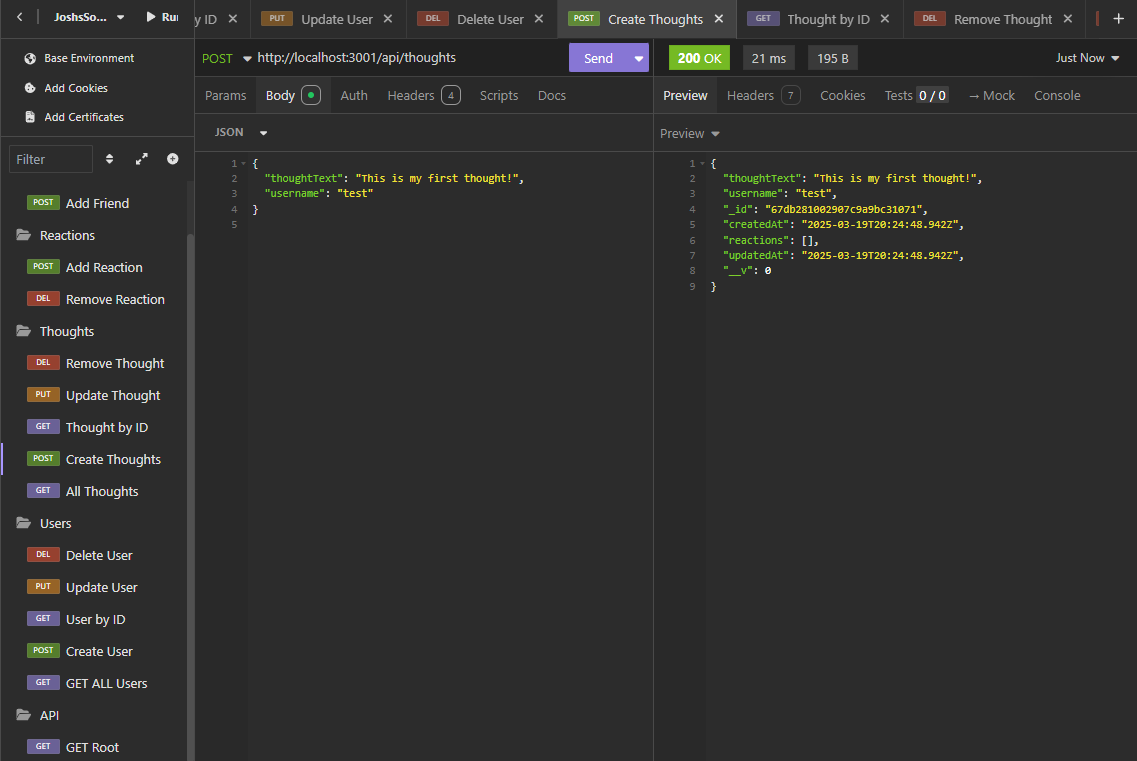 JoshsSo...
Run
by ID
PUT Update User
DEL Delete User
POST Create Thoughts
GET Thought by ID
DEL Remove Thought
Base Environment
Add Cookies
Add Certificates
Filter
POST Add Friend
Reactions
POST Add Reaction
DEL Remove Reaction
Thoughts
DEL Remove Thought
PUT Update Thought
GET Thought by ID
POST Create Thoughts
GET All Thoughts
Users
DEL Delete User
PUT Update User
GET User by ID
POST Create User
GET GET ALL Users
API
GET GET Root
POST http://localhost:3001/api/thoughts
Send
Params Body Auth Headers 4 Scripts Docs
JSON
1 {
2 "thoughtText": "This is my first thought!",
3 "username": "test"
4 }
5
200 OK 21 ms 195 B Just Now
Preview Headers 7 Cookies Tests 0 / 0 → Mock Console
Preview
1 {
2 "thoughtText": "This is my first thought!",
3 "username": "test",
4 "_id": "67db281002907c9a9bc31071",
5 "createdAt": "2025-03-19T20:24:48.942Z",
6 "reactions": [],
7 "updatedAt": "2025-03-19T20:24:48.942Z",
8 "__v": 0
9 }